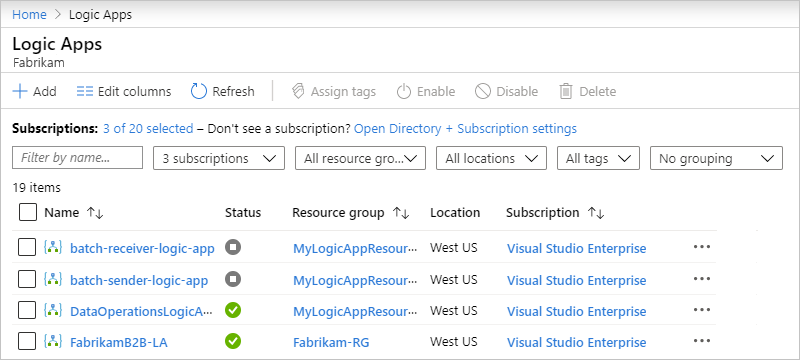 Home > Logic Apps
Logic Apps
Fabrikam
Add Edit columns Refresh Assign tags Enable Disable Delete
Subscriptions: 3 of 20 selected – Don't see a subscription? Open Directory + Subscription settings
Filter by name... 3 subscriptions All resource gro... All locations All tags No grouping
19 items
Name Status Resource group Location Subscription
batch-receiver-logic-app MyLogicAppResour... West US Visual Studio Enterprise
batch-sender-logic-app MyLogicAppResour... West US Visual Studio Enterprise
DataOperationsLogicA... MyLogicAppResour... West US Visual Studio Enterprise
FabrikamB2B-LA Fabrikam-RG West US Visual Studio Enterprise